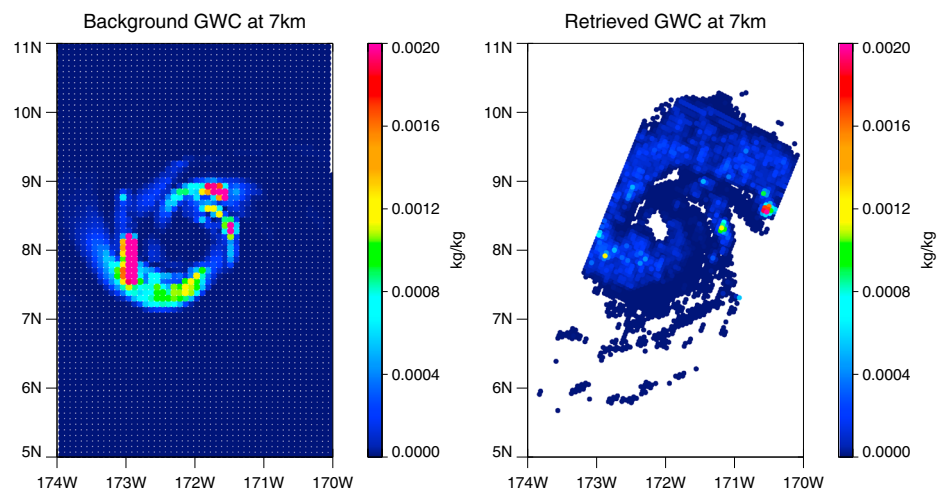 Background GWC at 7km
11N
10N
9N
8N
7N
6N
5N
174W 173W 172W 171W 170W
0.0020
0.0016
0.0012
0.0008
0.0004
0.0000
kg/kg
Retrieved GWC at 7km
11N
10N
9N
8N
7N
6N
5N
174W 173W 172W 171W 170W
0.0020
0.0016
0.0012
0.0008
0.0004
0.0000
kg/kg